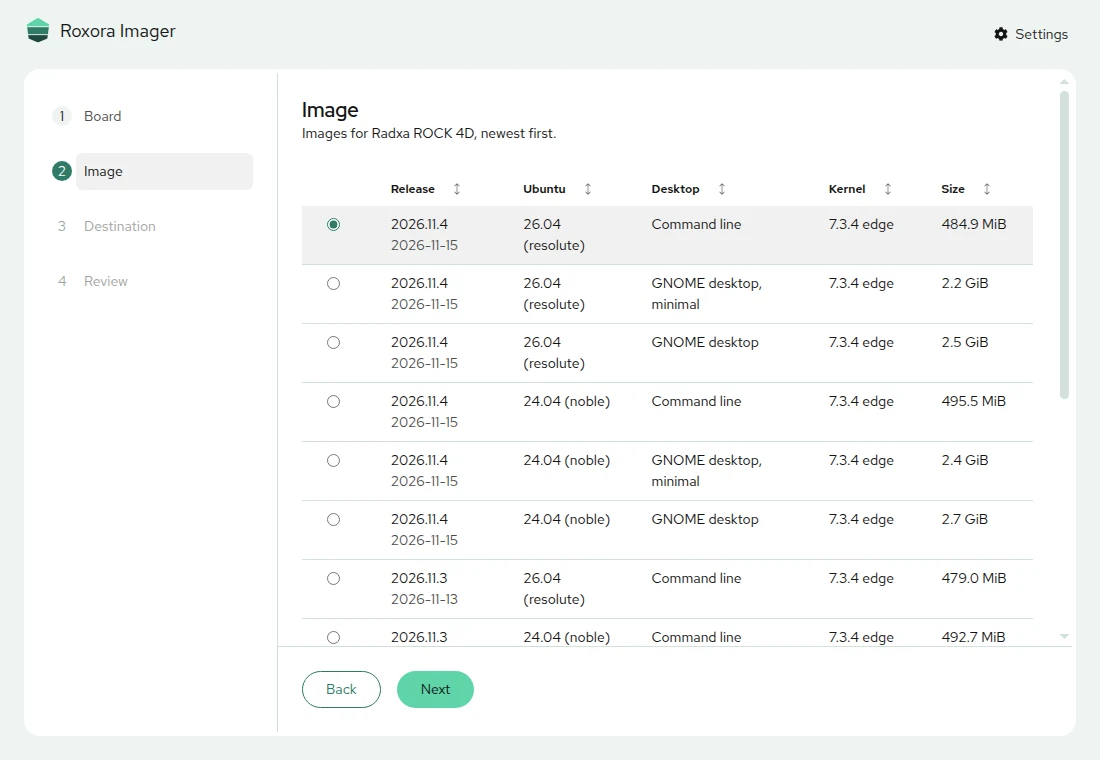 Roxora Imager
Settings
1 Board
2 Image
3 Destination
4 Review
Image
Images for Radxa ROCK 4D, newest first.
Release Ubuntu Desktop Kernel Size
2026.11.4 26.04 Command line 7.3.4 edge 484.9 MiB
2026-11-15 (resolute)
2026.11.4 26.04 GNOME desktop, 7.3.4 edge 2.2 GiB
2026-11-15 (resolute) minimal
2026.11.4 26.04 GNOME desktop 7.3.4 edge 2.5 GiB
2026-11-15 (resolute)
2026.11.4 24.04 (noble) Command line 7.3.4 edge 495.5 MiB
2026-11-15
2026.11.4 24.04 (noble) GNOME desktop, 7.3.4 edge 2.4 GiB
2026-11-15 minimal
2026.11.4 24.04 (noble) GNOME desktop 7.3.4 edge 2.7 GiB
2026-11-15
2026.11.3 26.04 Command line 7.3.4 edge 479.0 MiB
2026-11-13 (resolute)
2026.11.3 24.04 (noble) Command line 7.3.4 edge 492.7 MiB
Back Next